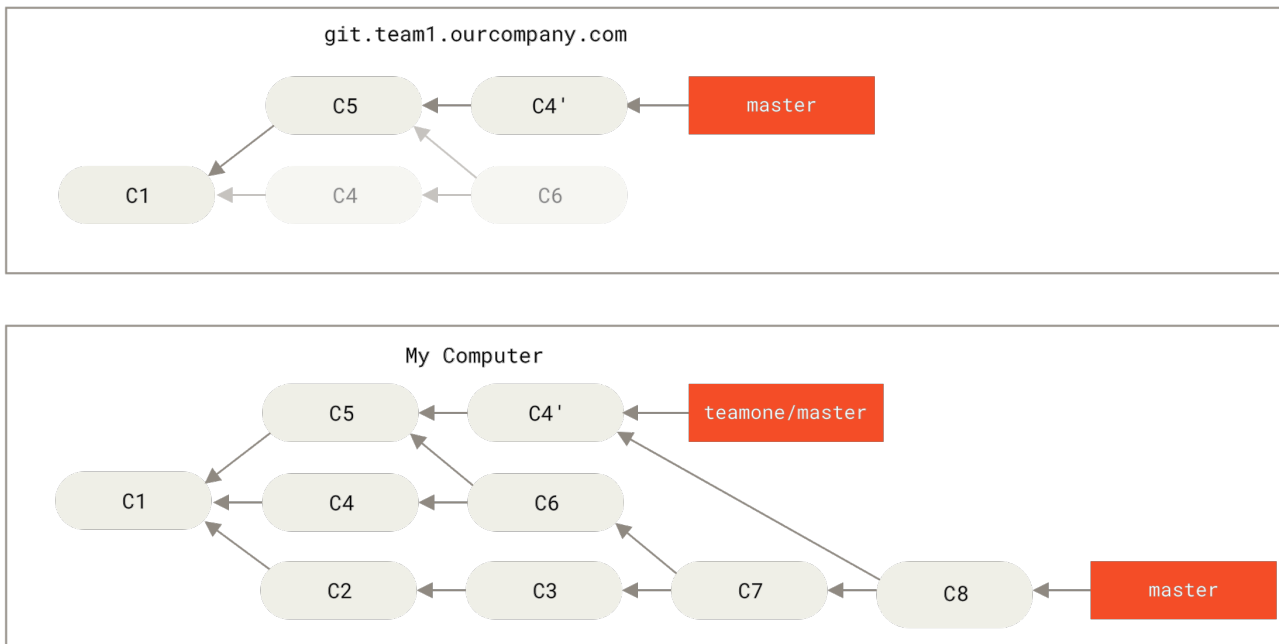 git.team1.ourcompany.com
C5
C4'
master
C1
C4
C6
My Computer
C5
C4'
teamone/master
C1
C4
C6
C2
C3
C7
C8
master